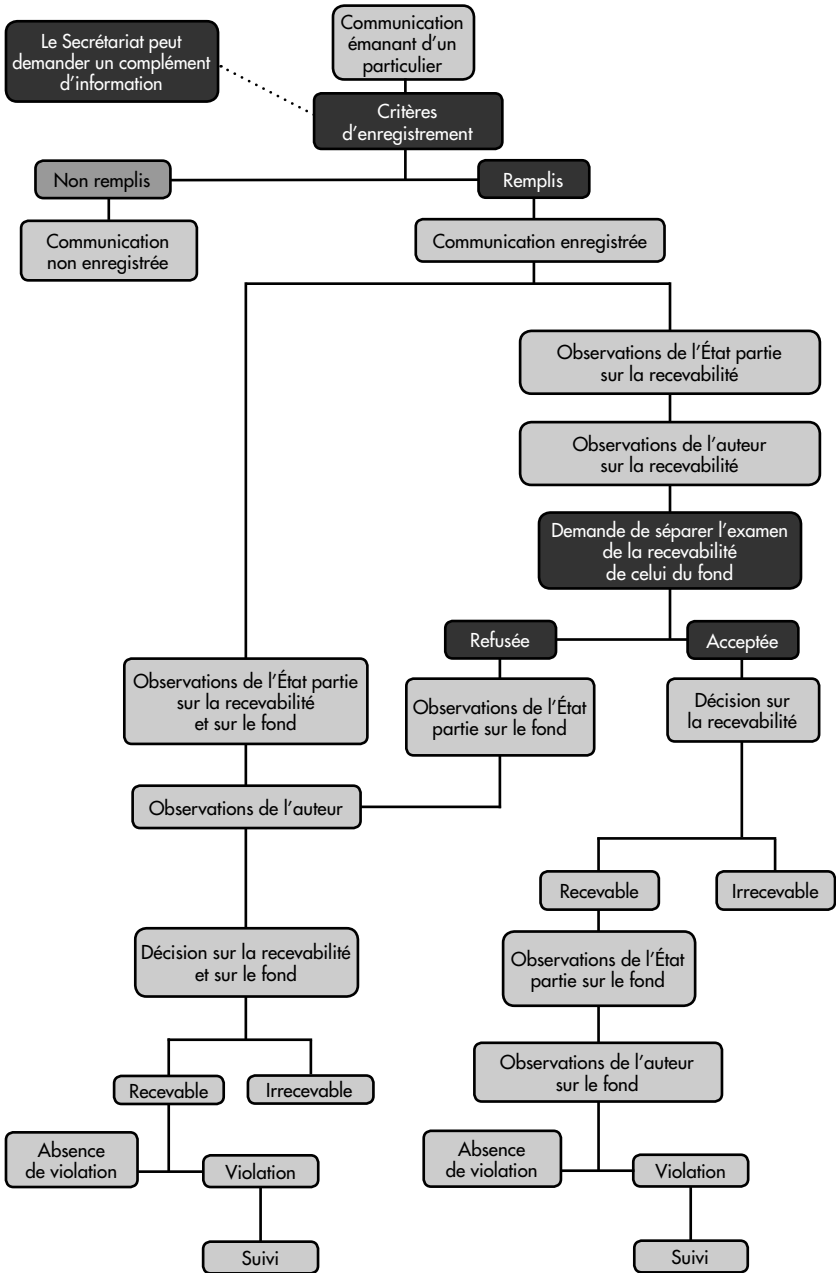 Le Secrétariat peut
demander un complément
d'information
Communication
émanant d'un
particulier
Critères
d'enregistrement
Non remplis
Remplis
Communication
non enregistrée
Communication enregistrée
Observations de l'État partie
sur la recevabilité
Observations de l'auteur
sur la recevabilité
Demande de séparer l'examen
de la recevabilité
de celui du fond
Refusée
Acceptée
Observations de l'État partie
sur la recevabilité
et sur le fond
Observations de l'État
partie sur le fond
Décision sur
la recevabilité
Observations de l'auteur
Recevable
Irrecevable
Décision sur la recevabilité
et sur le fond
Observations de l'État
partie sur le fond
Observations de l'auteur
sur le fond
Recevable
Irrecevable
Absence
de violation
Violation
Absence
de violation
Violation
Suivi
Suivi